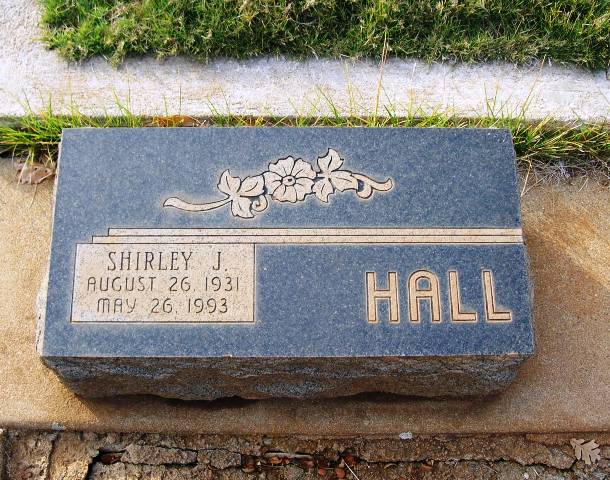 SHIRLEY J.
AUGUST 26, 1931
MAY 26, 1993
HALL